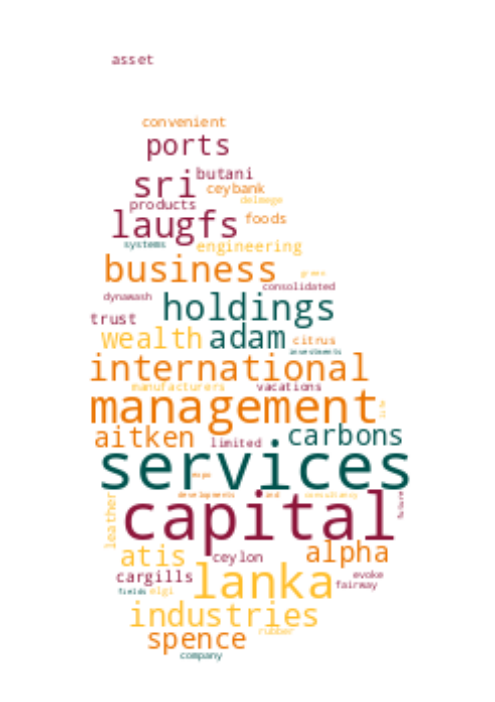 asset
convenient
ports
butani
sri
ceybank
products
delmege
laugfs
foods
systems
engineering
business
green
consolidated
dynawash
holdings
trust
wealth
adam
citrus
investments
international
manufacturers
vacations
management
life
aitken
limited
carbons
services
expo
developments
and
consultancy
leather
capital
future
atis
ceylon
alpha
cargills
lanka
evoke
fairway
fields
elgi
industries
rubber
spence
company